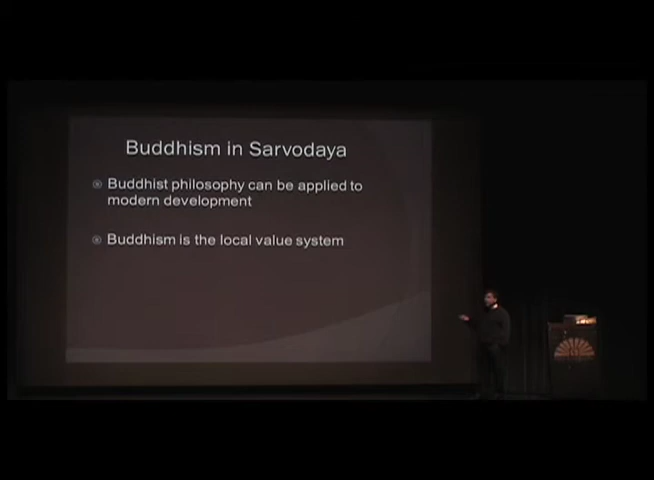 Buddhism in Sarvodaya
Buddhist philosophy can be applied to
modern development
Buddhism is the local value system